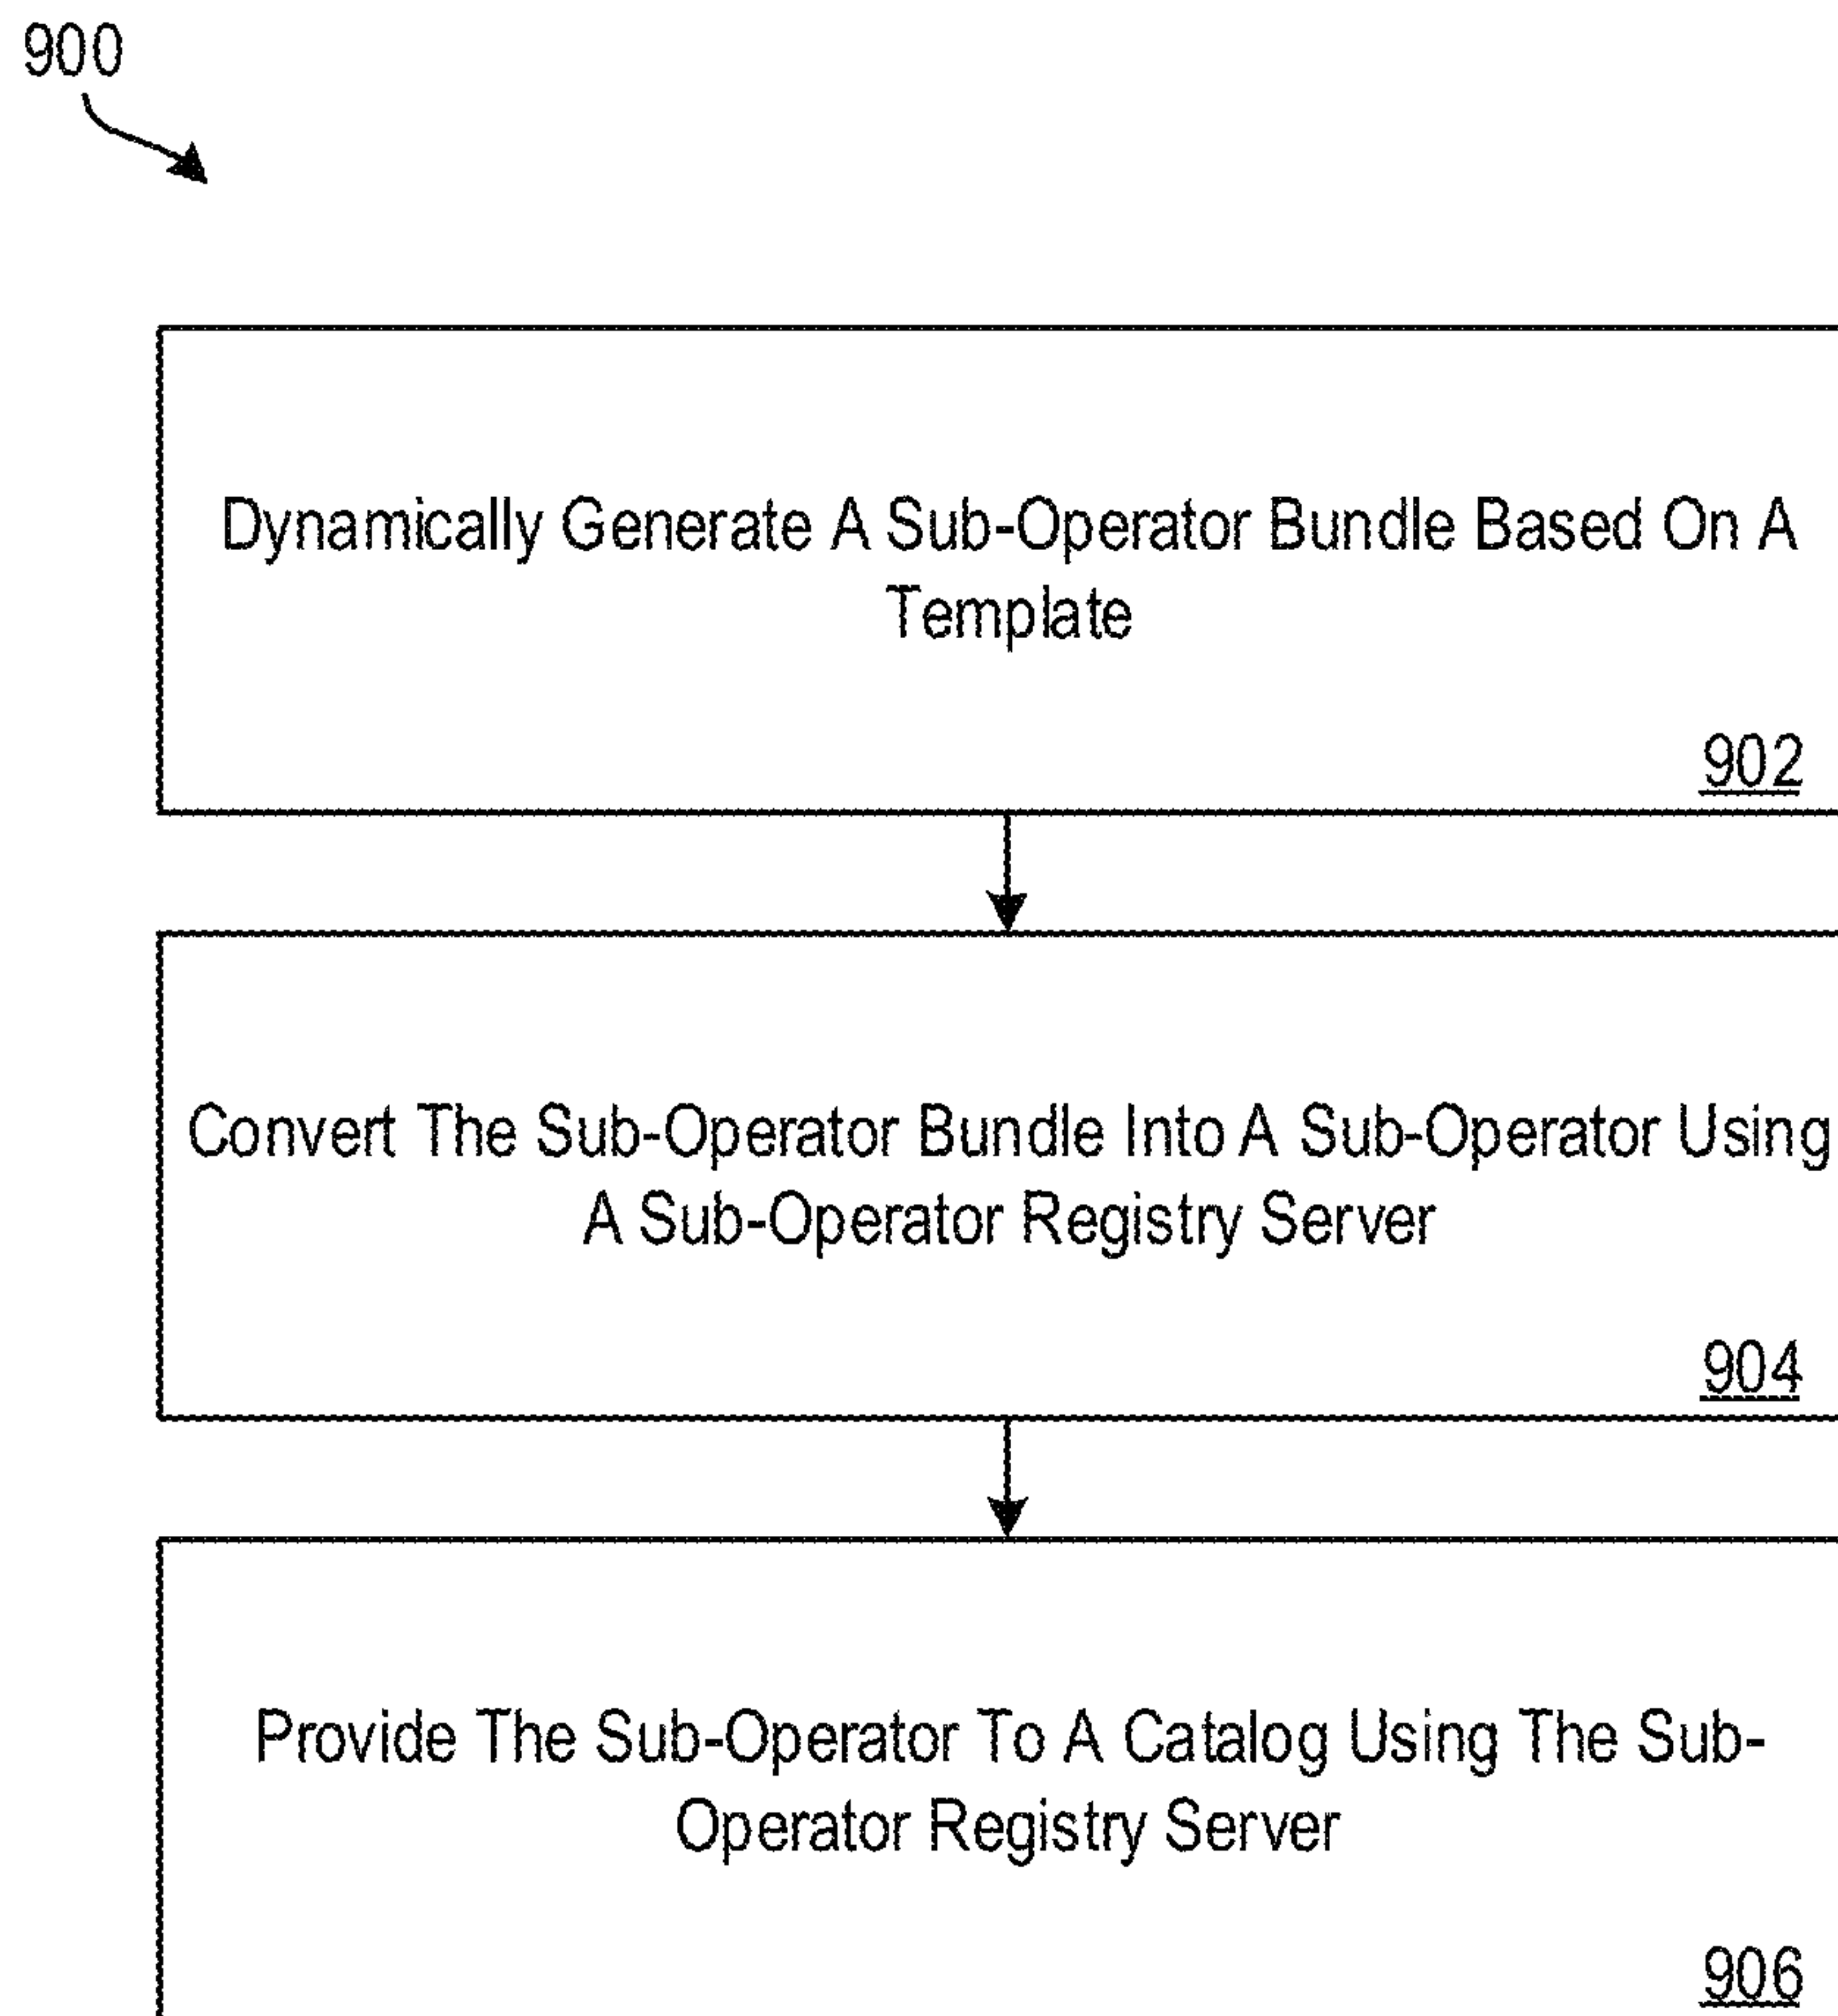 900
Dynamically Generate A Sub-Operator Bundle Based On A
Template
902
Convert The Sub-Operator Bundle Into A Sub-Operator Using
A Sub-Operator Registry Server
904
Provide The Sub-Operator To A Catalog Using The Sub-
Operator Registry Server
906